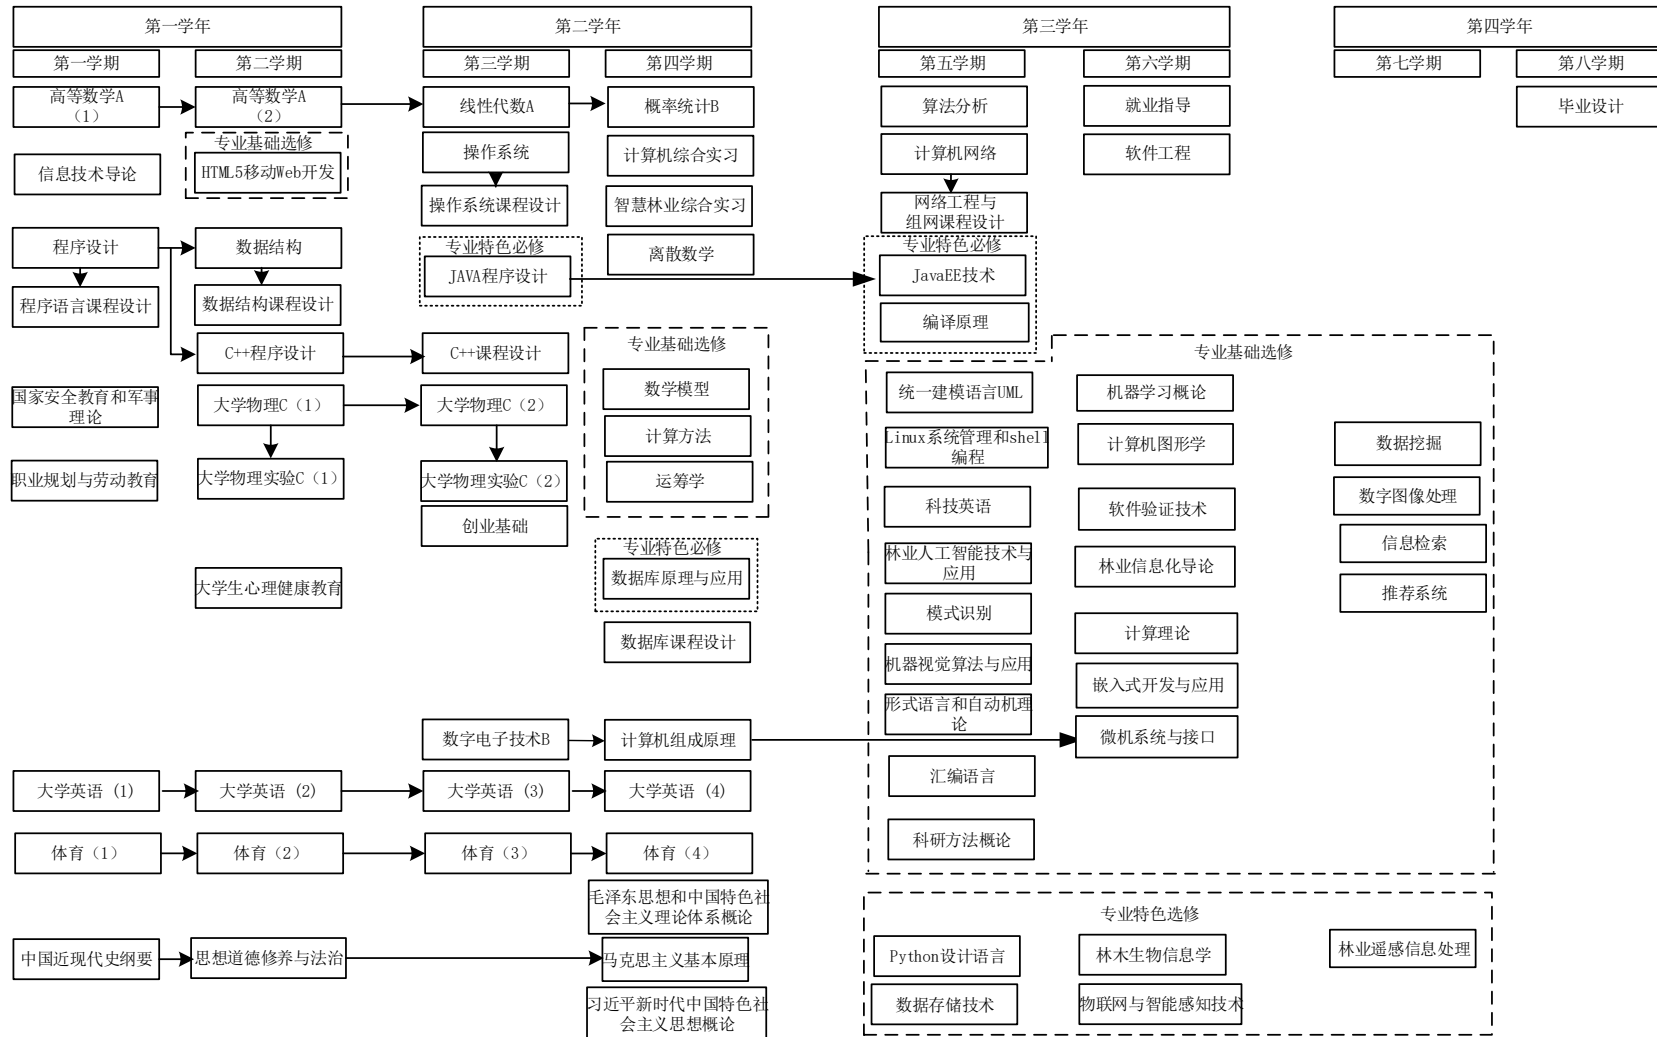 第一学年
第二学年
第三学年
第四学年
第一学期
第二学期
第三学期
第四学期
第五学期
第六学期
第七学期
第八学期
高等数学A
（1）
高等数学A
（2）
线性代数A
概率统计B
算法分析
就业指导
毕业设计
专业基础选修
HTML5移动Web开发
信息技术导论
操作系统
计算机综合实习
计算机网络
软件工程
操作系统课程设计
智慧林业综合实习
网络工程与
组网课程设计
程序设计
数据结构
专业特色必修
JAVA程序设计
离散数学
专业特色必修
JavaEE技术
编译原理
程序语言课程设计
数据结构课程设计
C++程序设计
C++课程设计
专业基础选修
数学模型
计算方法
运筹学
专业基础选修
统一建模语言UML
机器学习概论
国家安全教育和军事
理论
大学物理C（1）
大学物理C（2）
Linux系统管理和shell
编程
计算机图形学
数据挖掘
职业规划与劳动教育
大学物理实验C（1）
大学物理实验C（2）
创业基础
科技英语
软件验证技术
数字图像处理
信息检索
专业特色必修
数据库原理与应用
林业人工智能技术与
应用
林业信息化导论
推荐系统
大学生心理健康教育
模式识别
计算理论
数据库课程设计
机器视觉算法与应用
嵌入式开发与应用
形式语言和自动机理
论
数字电子技术B
计算机组成原理
微机系统与接口
汇编语言
大学英语 (1)
大学英语 (2)
大学英语 (3)
大学英语 (4)
科研方法概论
体育（1）
体育（2）
体育（3）
体育（4）
毛泽东思想和中国特色社
会主义理论体系概论
专业特色选修
中国近现代史纲要
思想道德修养与法治
马克思主义基本原理
Python设计语言
林木生物信息学
林业遥感信息处理
习近平新时代中国特色社
会主义思想概论
数据存储技术
物联网与智能感知技术